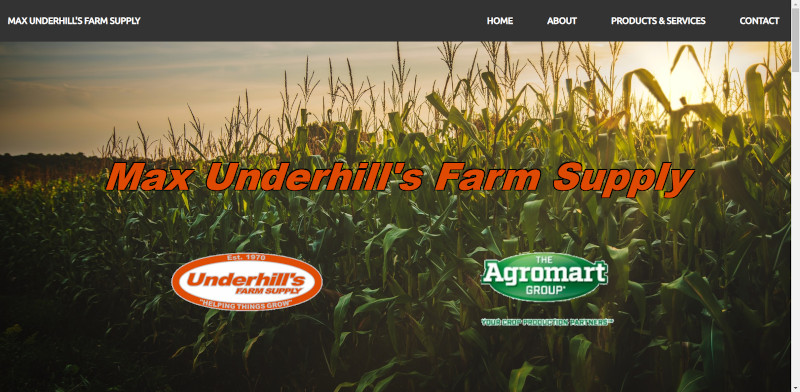 MAX UNDERHILL'S FARM SUPPLY
HOME ABOUT PRODUCTS & SERVICES CONTACT
Max Underhill's Farm Supply
Est. 1970
Underhill's
FARM SUPPLY
"HELPING THINGS GROW"
THE
Agromart
GROUP
YOUR CROP PRODUCTION PARTNERS™